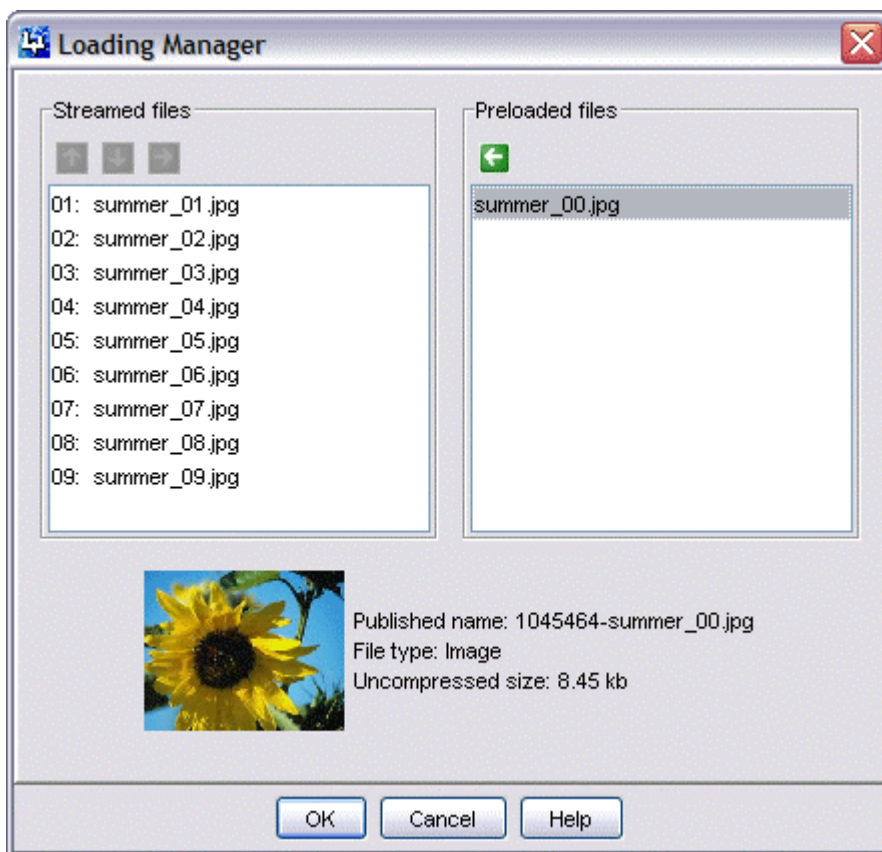 Loading Manager
Streamed files
01: summer_01.jpg
02: summer_02.jpg
03: summer_03.jpg
04: summer_04.jpg
05: summer_05.jpg
06: summer_06.jpg
07: summer_07.jpg
08: summer_08.jpg
09: summer_09.jpg
Preloaded files
summer_00.jpg
Published name: 1045464-summer_00.jpg
File type: Image
Uncompressed size: 8.45 kb
OK
Cancel
Help